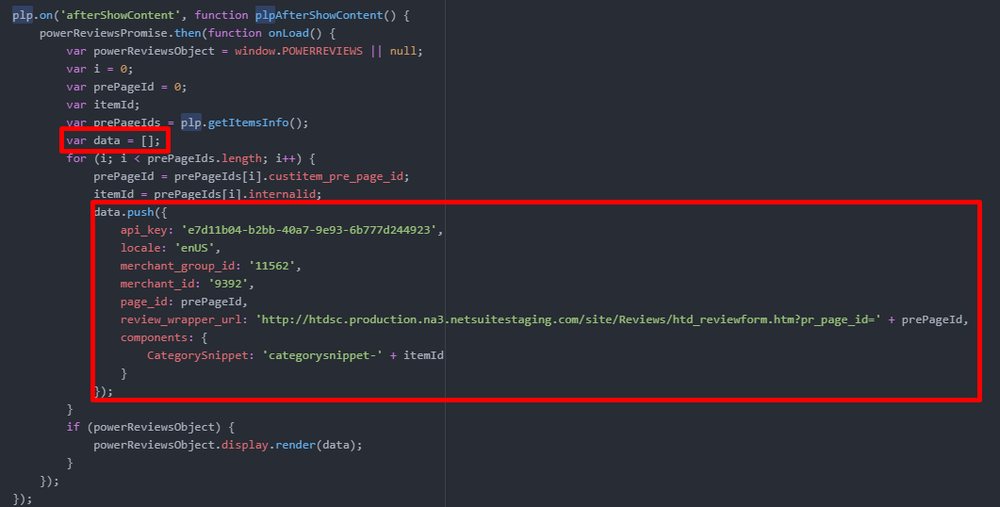 plp.on('afterShowContent', function plpAfterShowContent() {
powerReviewsPromise.then(function onLoad() {
var powerReviewsObject = window.POWERREVIEWS || null;
var i = 0;
var prePageId = 0;
var itemId;
var prePageIds = plp.getItemsInfo();
var data = [];
for (i; i < prePageIds.length; i++) {
prePageId = prePageIds[i].custitem_pre_page_id;
itemId = prePageIds[i].internalid;
data.push({
api_key: 'e7d11b04-b2bb-40a7-9e93-6b777d244923',
locale: 'enUS',
merchant_group_id: '11562',
merchant_id: '9392',
page_id: prePageId,
review_wrapper_url: 'http://htdsc.production.na3.netsuitestaging.com/site/Reviews/htd_reviewform.htm?pr_page_id=' + prePageId,
components: {
CategorySnippet: 'categorysnippet-' + itemId
}
});
}
if (powerReviewsObject) {
powerReviewsObject.display.render(data);
}
});
});